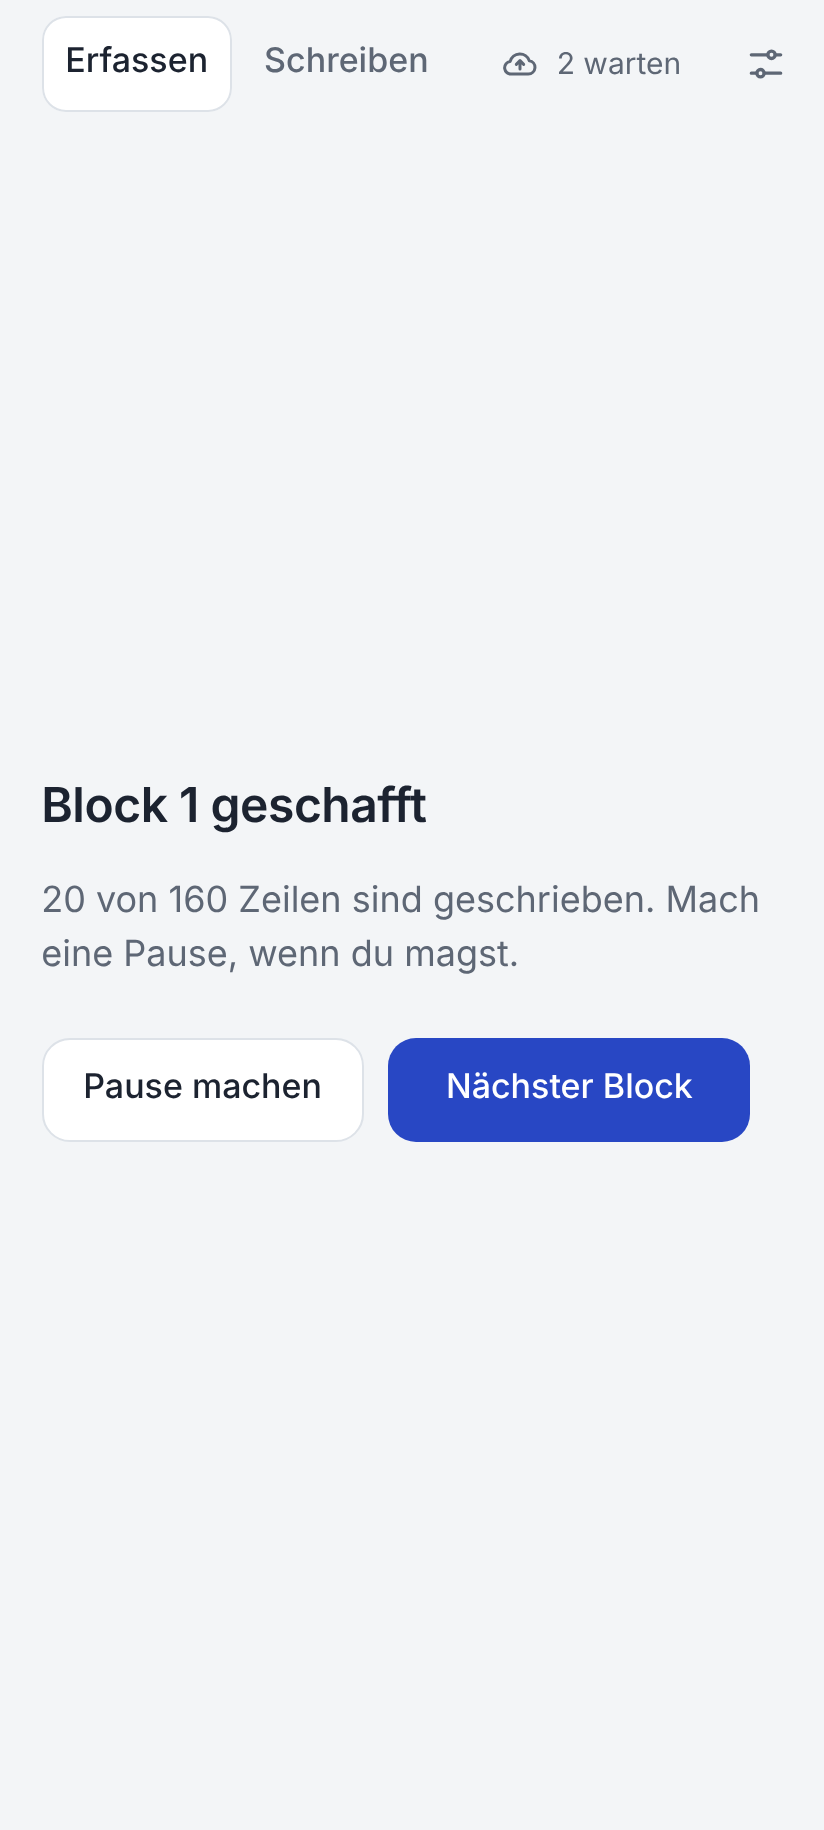 Erfassen Schreiben 2 warten
Block 1 geschafft
20 von 160 Zeilen sind geschrieben. Mach
eine Pause, wenn du magst.
Pause machen Nächster Block